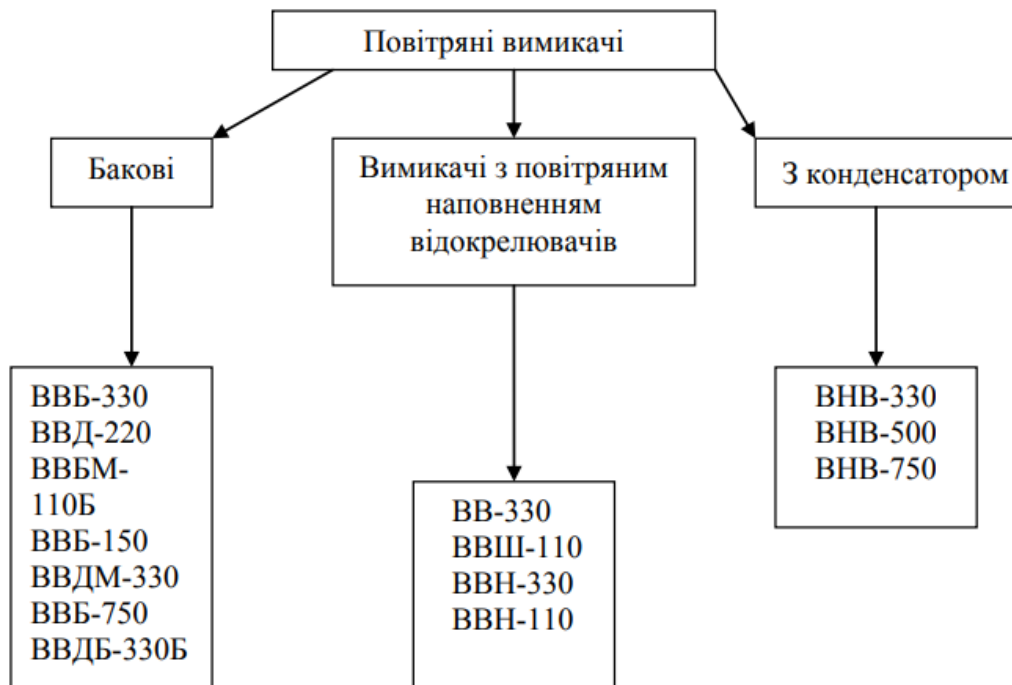 Повітряні вимикачі
Бакові
Вимикачі з повітряним
наповненням
відокрелювачів
З конденсатором
ВВБ-330
ВВД-220
ВВБМ-
110Б
ВВБ-150
ВВДМ-330
ВВБ-750
ВВДБ-330Б
ВВ-330
ВВШ-110
ВВН-330
ВВН-110
ВНВ-330
ВНВ-500
ВНВ-750